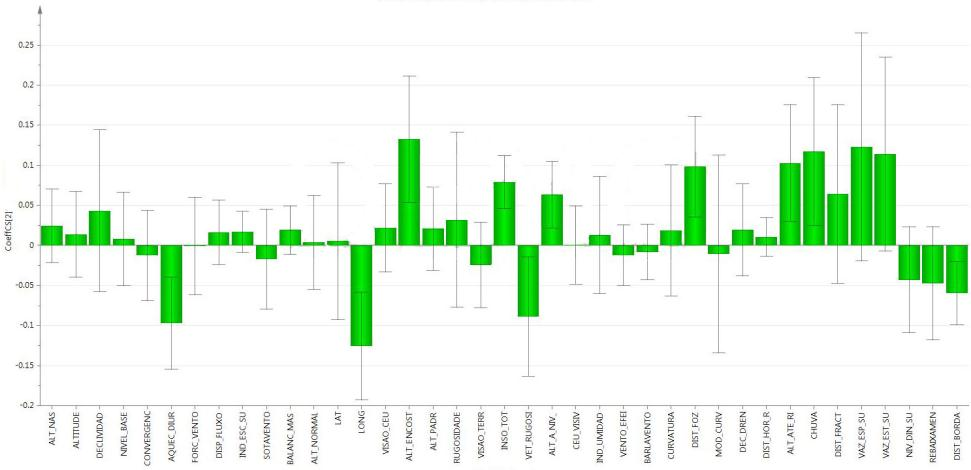 0.25
0.2
0.15
0.1
0.05
0
-0.05
-0.1
-0.15
-0.2
CoeffCS[2]
ALT_NAS
ALTITUDE
DECLIVIDAD
NIVEL_BASE
CONVERGENC
AQUEC_DIUR
FORC_VENTO
DISP_FLUXO
IND_ESC_SU
SOTAVENTO
BALANC_MAS
ALT_NORMAL
LAT
LONG
VISAO_CEU
ALT_ENCOST
ALT_PADR
RUGOSIDADE
VISAO_TERR
INSO_TOT
VET_RUGOSI
ALT_A_NIV_
CEU_VISIV
IND_UMIDAD
VENTO_EFEI
BARLAVENTO
CURVATURA
DIST_FOZ
MOD_CURV
DEC_DREN
DIST_HOR_R
ALT_ATE_RI
CHUVA
DIST_FRACT
VAZ_ESP_SU
VAZ_EST_SU
NIV_DIN_SU
REBAIXAMEN
DIST_BORDA